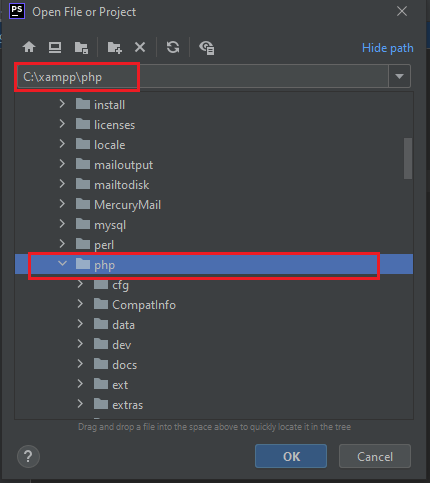 PS Open File or Project
Hide path
C:\xampp\php
install
licenses
locale
mailoutput
mailtodisk
MercuryMail
mysql
perl
php
cfg
CompatInfo
data
dev
docs
ext
extras
Drag and drop a file into the space above to quickly locate it in the tree
?
OK
Cancel